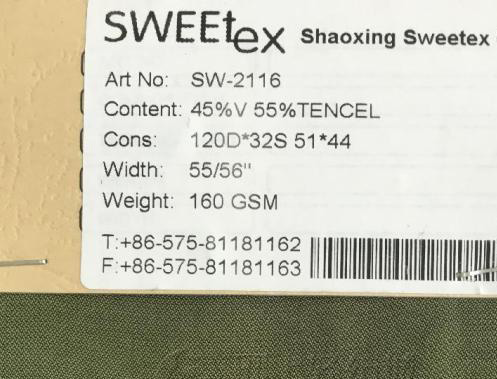 SWEEtex Shaoxing Sweetex
Art No: SW-2116
Content: 45%V 55%TENCEL
Cons: 120D*32S 51*44
Width: 55/56"
Weight: 160 GSM
T:+86-575-81181162
F:+86-575-81181163